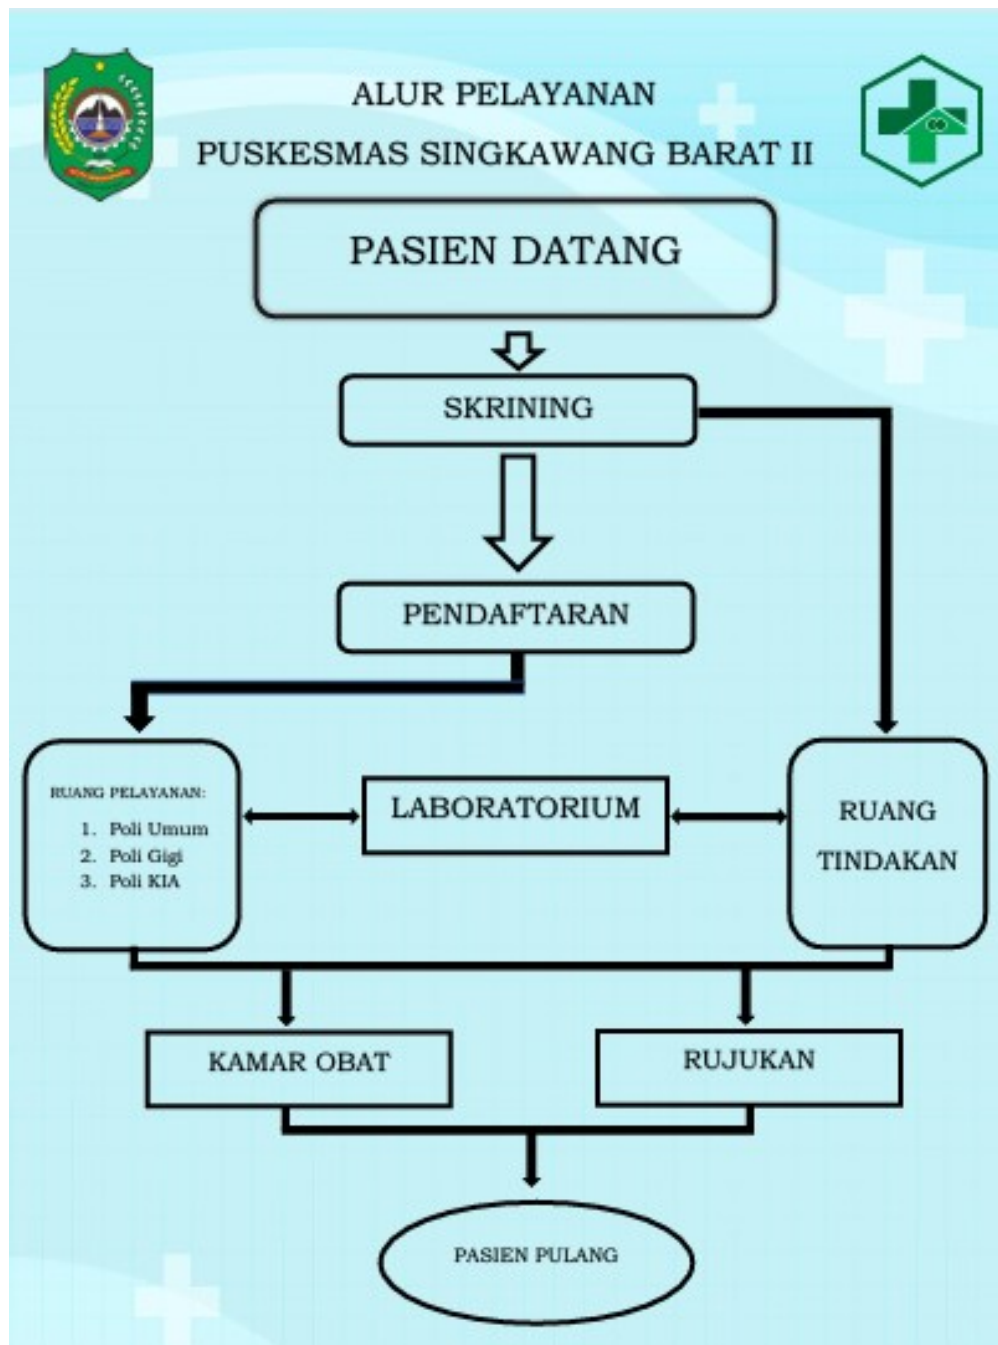 ALUR PELAYANAN
PUSKESMAS SINGKAWANG BARAT II
PASIEN DATANG
SKRINING
PENDAFTARAN
RUANG PELAYANAN:
1. Poli Umum
2. Poli Gigi
3. Poli KIA
LABORATORIUM
RUANG
TINDAKAN
KAMAR OBAT
RUJUKAN
PASIEN PULANG